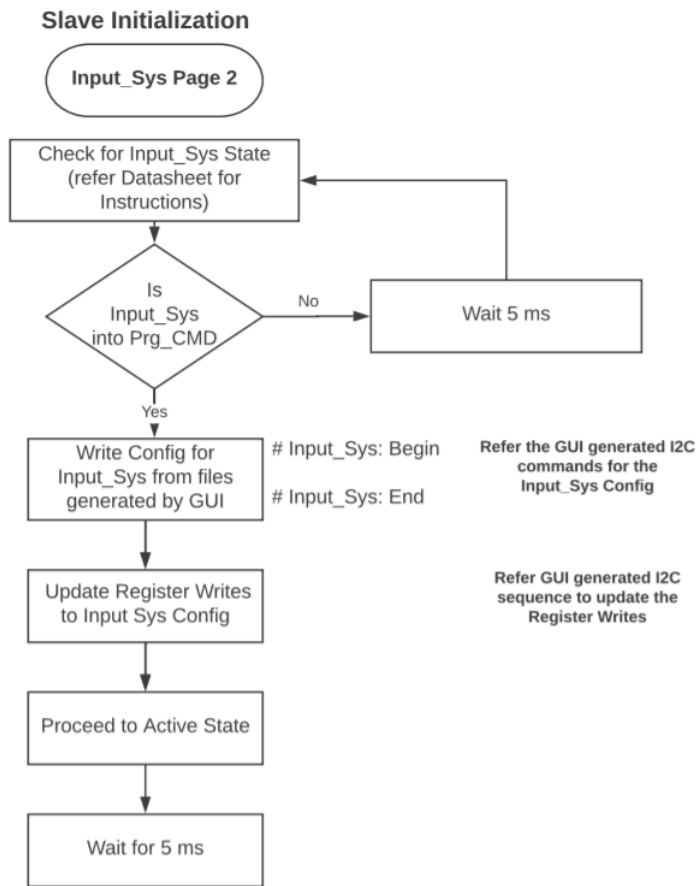 Slave Initialization
Input_Sys Page 2
Check for Input_Sys State
(refer Datasheet for
Instructions)
Is
Input_Sys
into Prg_CMD
No
Wait 5 ms
Yes
Write Config for
Input_Sys from files
generated by GUI
# Input_Sys: Begin
# Input_Sys: End
Refer the GUI generated I2C
commands for the
Input_Sys Config
Update Register Writes
to Input Sys Config
Refer GUI generated I2C
sequence to update the
Register Writes
Proceed to Active State
Wait for 5 ms